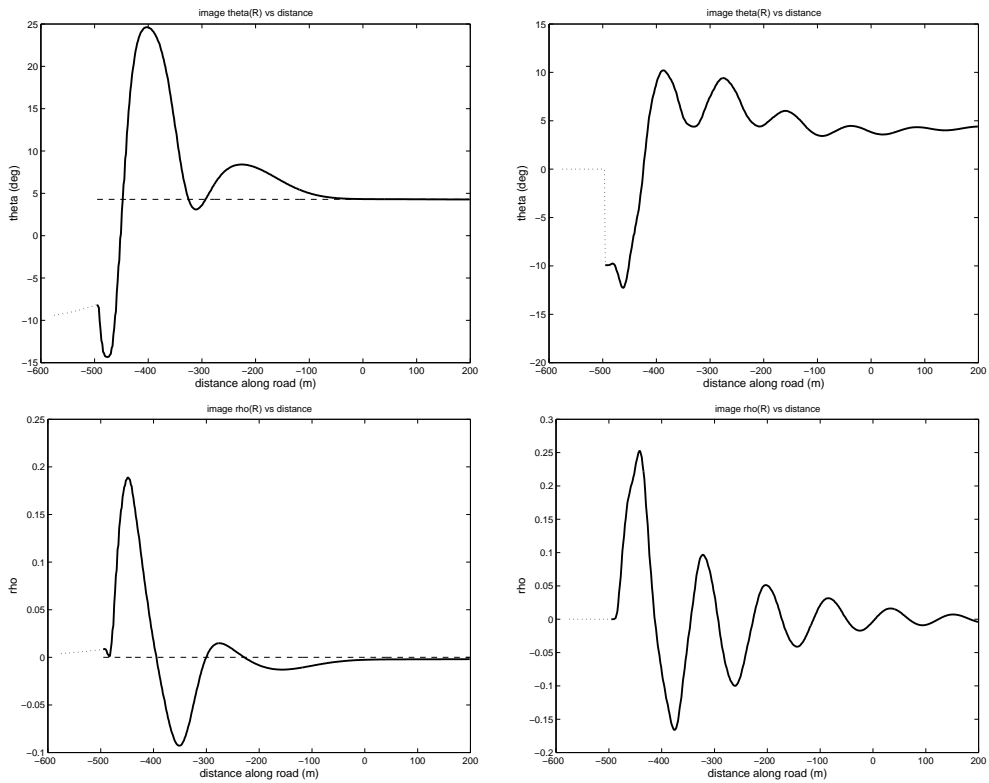 image theta(R) vs distance
25
20
15
10
5
0
−5
−10
−15
−600 −500 −400 −300 −200 −100 0 100 200
theta (deg)
distance along road (m)
image theta(R) vs distance
15
10
5
0
−5
−10
−15
−20
−600 −500 −400 −300 −200 −100 0 100 200
theta (deg)
distance along road (m)
image rho(R) vs distance
0.25
0.2
0.15
0.1
0.05
0
−0.05
−0.1
−600 −500 −400 −300 −200 −100 0 100 200
rho
distance along road (m)
image rho(R) vs distance
0.3
0.25
0.2
0.15
0.1
0.05
0
−0.05
−0.1
−0.15
−0.2
−600 −500 −400 −300 −200 −100 0 100 200
rho
distance along road (m)